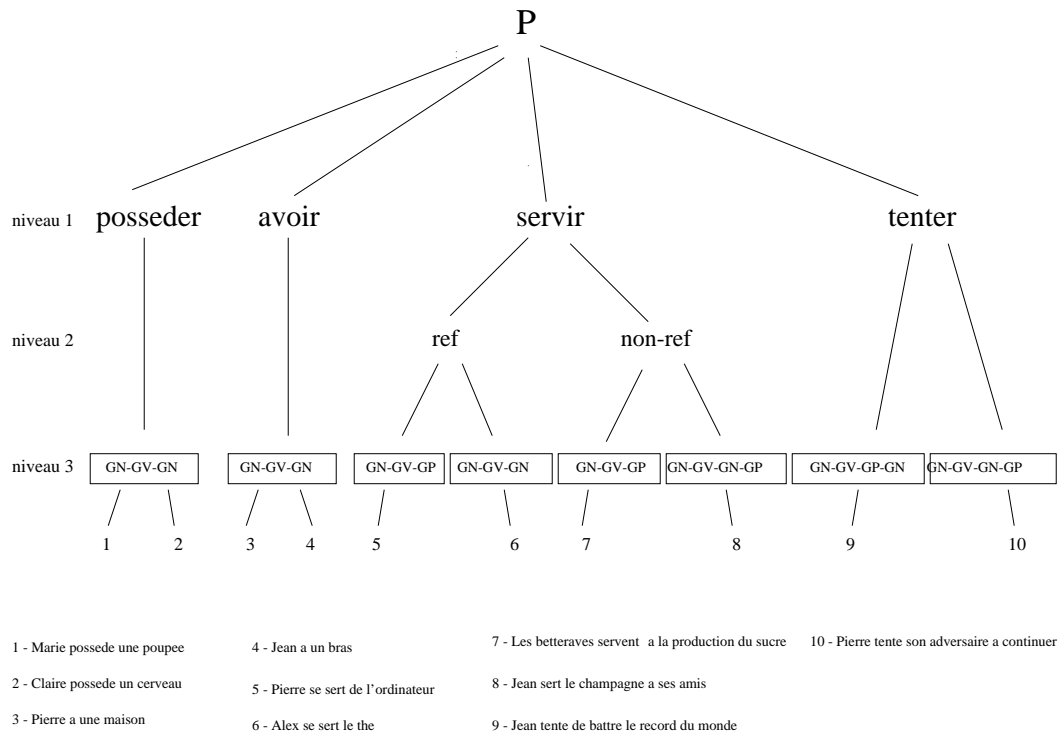 P
niveau 1 posseder avoir servir tenter
niveau 2 ref non-ref
niveau 3 GN-GV-GN GN-GV-GN GN-GV-GP GN-GV-GN GN-GV-GP GN-GV-GN-GP GN-GV-GP-GN GN-GV-GN-GP
1 2 3 4 5 6 7 8 9 10
1 - Marie possede une poupee
2 - Claire possede un cerveau
3 - Pierre a une maison
4 - Jean a un bras
5 - Pierre se sert de l'ordinateur
6 - Alex se sert le the
7 - Les betteraves servent a la production du sucre
8 - Jean sert le champagne a ses amis
9 - Jean tente de battre le record du monde
10 - Pierre tente son adversaire a continuer